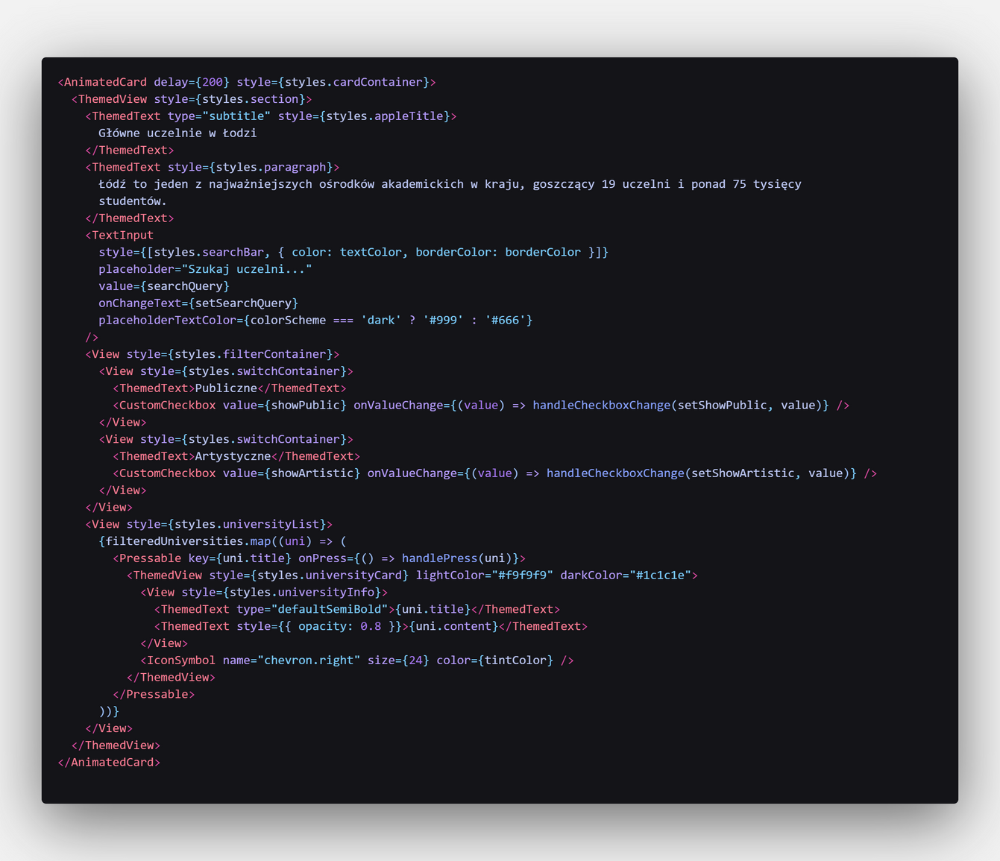 <AnimatedCard delay={200} style={styles.cardContainer}>
  <ThemedView style={styles.section}>
    <ThemedText type="subtitle" style={styles.appleTitle}>
      Główne uczelnie w Łodzi
    </ThemedText>
    <ThemedText style={styles.paragraph}>
      Łódź to jeden z najważniejszych ośrodków akademickich w kraju, goszczący 19 uczelni i ponad 75 tysięcy
      studentów.
    </ThemedText>
    <TextInput
      style={[styles.searchBar, { color: textColor, borderColor: borderColor }]}
      placeholder="Szukaj uczelni..."
      value={searchQuery}
      onChangeText={setSearchQuery}
      placeholderTextColor={colorScheme === 'dark' ? '#999' : '#666'}
    />
    <View style={styles.filterContainer}>
      <View style={styles.switchContainer}>
        <ThemedText>Publiczne</ThemedText>
        <CustomCheckbox value={showPublic} onValueChange={(value) => handleCheckboxChange(setShowPublic, value)} />
      </View>
      <View style={styles.switchContainer}>
        <ThemedText>Artystyczne</ThemedText>
        <CustomCheckbox value={showArtistic} onValueChange={(value) => handleCheckboxChange(setShowArtistic, value)} />
      </View>
    </View>
    <View style={styles.universityList}>
      {filteredUniversities.map((uni) => (
        <Pressable key={uni.title} onPress={() => handlePress(uni)}>
          <ThemedView style={styles.universityCard} lightColor="#f9f9f9" darkColor="#1c1c1e">
            <View style={styles.universityInfo}>
              <ThemedText type="defaultSemiBold">{uni.title}</ThemedText>
              <ThemedText style={{ opacity: 0.8 }}>{uni.content}</ThemedText>
            </View>
            <IconSymbol name="chevron.right" size={24} color={tintColor} />
          </ThemedView>
        </Pressable>
      ))}
    </View>
  </ThemedView>
</AnimatedCard>